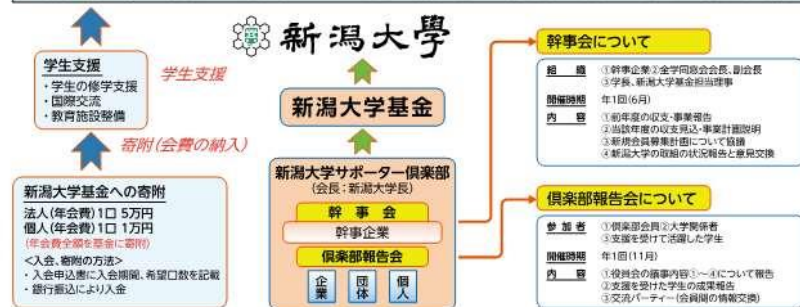 新潟大學
学生支援
・学生の修学支援
・国際交流
・教育施設整備
学生支援
寄附(会費の納入)
新潟大学基金への寄附
法人(年会費)1口 5万円
個人(年会費)1口 1万円
(年会費全額を基金に寄附)
<入会、寄附の方法>
・入会申込書に入会期間、希望口数を記載
・銀行振込により入金
新潟大学基金
新潟大学サポーター倶楽部
(会長:新潟大学長)
幹事会
幹事企業
倶楽部報告会
企業
団体
個人
幹事会について
組織 ①幹事企業②全学同窓会会長、副会長
③学長、新潟大学基金担当理事
開催時期 年1回(6月)
内容 ①前年度の収支・事業報告
②当該年度の収支見込・事業計画説明
③新規会員募集計画について協議
④新潟大学の取組の状況報告と意見交換
倶楽部報告会について
参加者 ①倶楽部会員②大学関係者
③支援を受けて活躍した学生
開催時期 年1回(11月)
内容 ①役員会の議事内容①~④について報告
②支援を受けた学生の成果報告
③交流パーティー(会員間の情報交換)